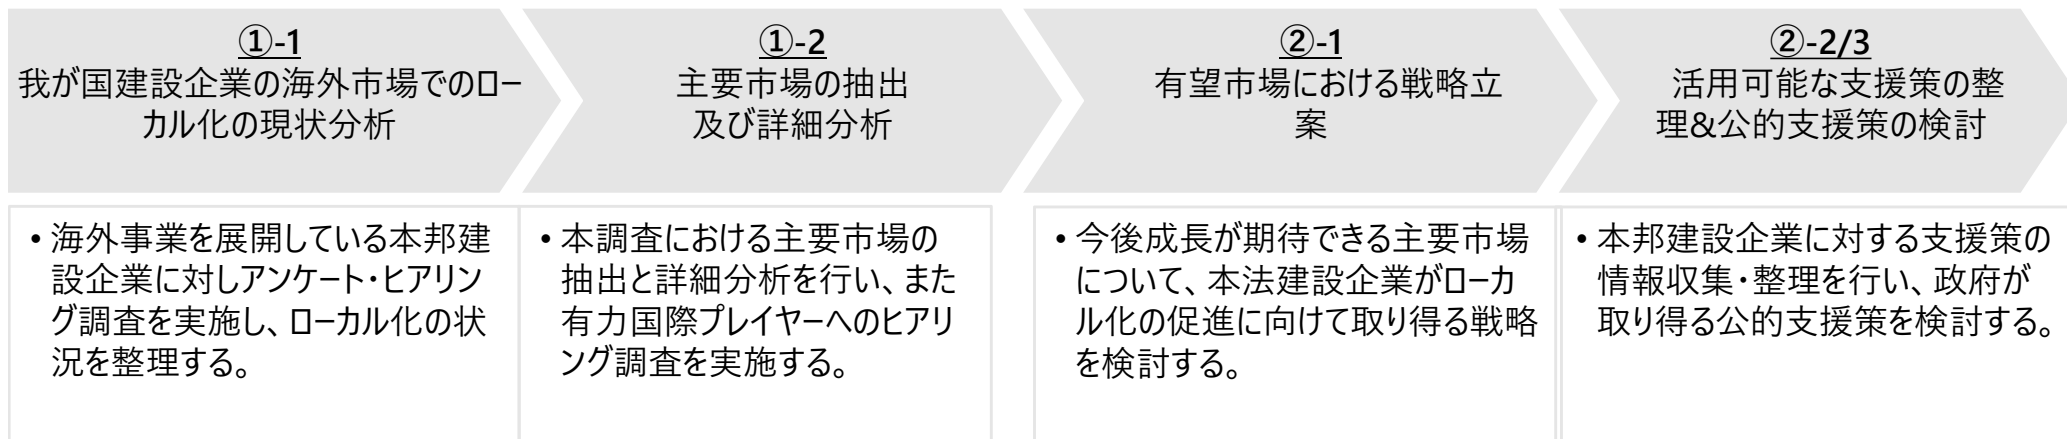 ①-1
我が国建設企業の海外市場でのロー
カル化の現状分析
①-2
主要市場の抽出
及び詳細分析
②-1
有望市場における戦略立
案
②-2/3
活用可能な支援策の整
理&公的支援策の検討
• 海外事業を展開している本邦建
設企業に対しアンケート・ヒアリン
グ調査を実施し、ローカル化の状
況を整理する。
• 本調査における主要市場の
抽出と詳細分析を行い、また
有力国際プレイヤーへのヒアリ
ング調査を実施する。
• 今後成長が期待できる主要市場
について、本法建設企業がローカ
ル化の促進に向けて取り得る戦略
を検討する。
• 本邦建設企業に対する支援策の
情報収集・整理を行い、政府が
取り得る公的支援策を検討する。